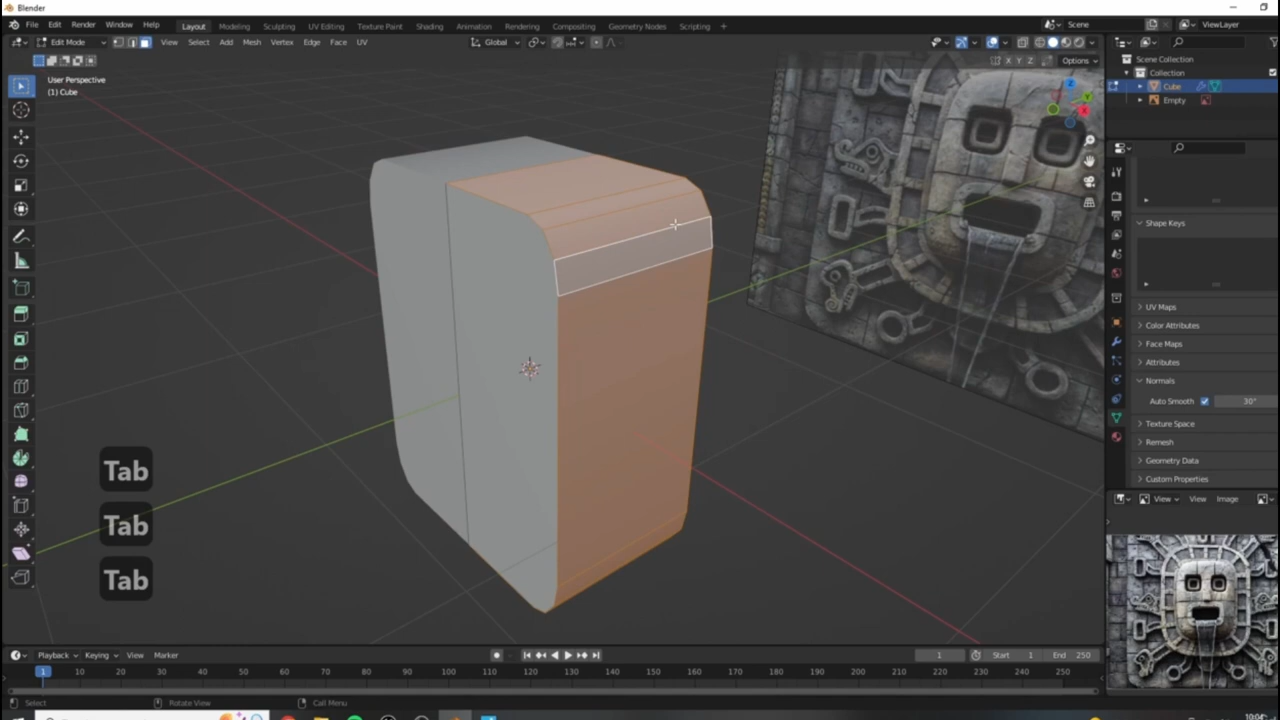 Blender
File Edit Render Window Help Layout Modeling Sculpting UV Editing Texture Paint Shading Animation Rendering Compositing Geometry Nodes Scripting + Scene ViewLayer
Edit Mode View Select Add Mesh Vertex Edge Face UV Global
X Y Z Options
User Perspective
(1) Cube
Scene Collection
Collection
Cube
Empty
Shape Keys
UV Maps
Color Attributes
Face Maps
Attributes
Normals
Auto Smooth 30°
Texture Space
Remesh
Geometry Data
Custom Properties
View View Image
Tab
Tab
Tab
Playback Keying View Marker 1 Start 1 End 250
1 10 20 30 40 50 60 70 80 90 100 110 120 130 140 150 160 170 180 190 200 210 220 230 240 250
Select Rotate View Call Menu
10:04